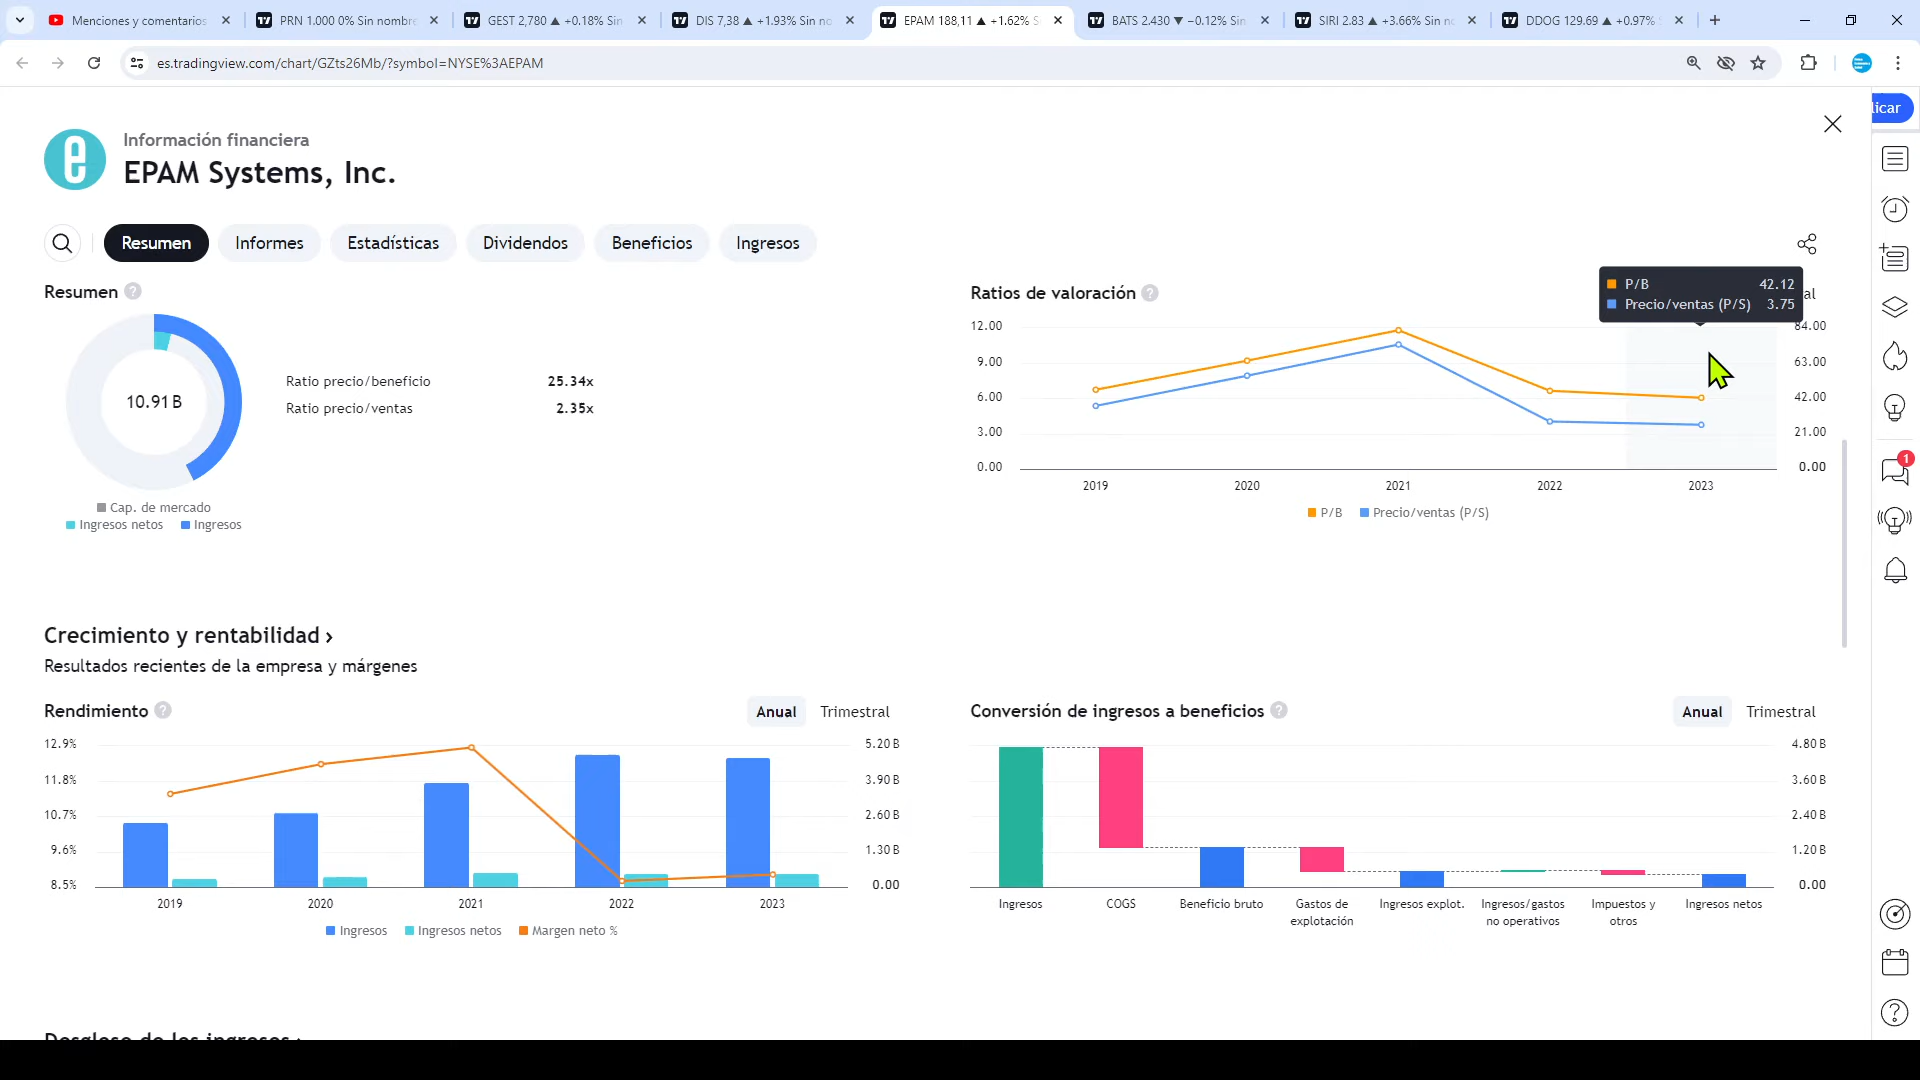 Menciones y comentarios
PRN 1.000 0% Sin nombre
GEST 2,780 ▲ +0.18% Sin
DIS 7,38 ▲ +1.93% Sin no
EPAM 188,11 ▲ +1.62% S
BATS 2.430 ▼ −0.12% Sin
SIRI 2.83 ▲ +3.66% Sin no
DDOG 129.69 ▲ +0.97%
es.tradingview.com/chart/GZts26Mb/?symbol=NYSE%3AEPAM
licar
Información financiera
EPAM Systems, Inc.
Resumen
Informes
Estadísticas
Dividendos
Beneficios
Ingresos
Resumen ?
10.91 B
Cap. de mercado
Ingresos netos Ingresos
Ratio precio/beneficio 25.34x
Ratio precio/ventas 2.35x
Ratios de valoración ?
al
P/B 42.12
Precio/ventas (P/S) 3.75
12.00 84.00
9.00 63.00
6.00 42.00
3.00 21.00
0.00 0.00
2019 2020 2021 2022 2023
P/B Precio/ventas (P/S)
1
Crecimiento y rentabilidad ›
Resultados recientes de la empresa y márgenes
Rendimiento ?
Anual Trimestral
12.9% 5.20 B
11.8% 3.90 B
10.7% 2.60 B
9.6% 1.30 B
8.5% 0.00
2019 2020 2021 2022 2023
Ingresos Ingresos netos Margen neto %
Conversión de ingresos a beneficios ?
Anual Trimestral
4.80 B
3.60 B
2.40 B
1.20 B
0.00
Ingresos COGS Beneficio bruto Gastos de Ingresos explot. Ingresos/gastos Impuestos y Ingresos netos
explotación no operativos otros
Desglose de los ingresos